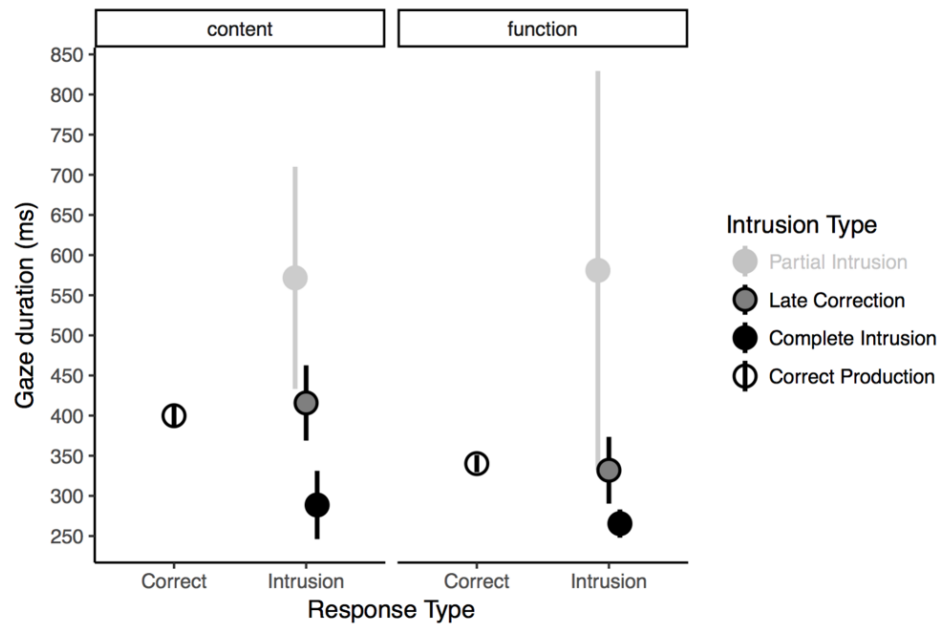 content
function
850
800
750
700
650
600
550
500
450
400
350
300
250
Gaze duration (ms)
Correct
Intrusion
Correct
Intrusion
Response Type
Intrusion Type
Partial Intrusion
Late Correction
Complete Intrusion
Correct Production